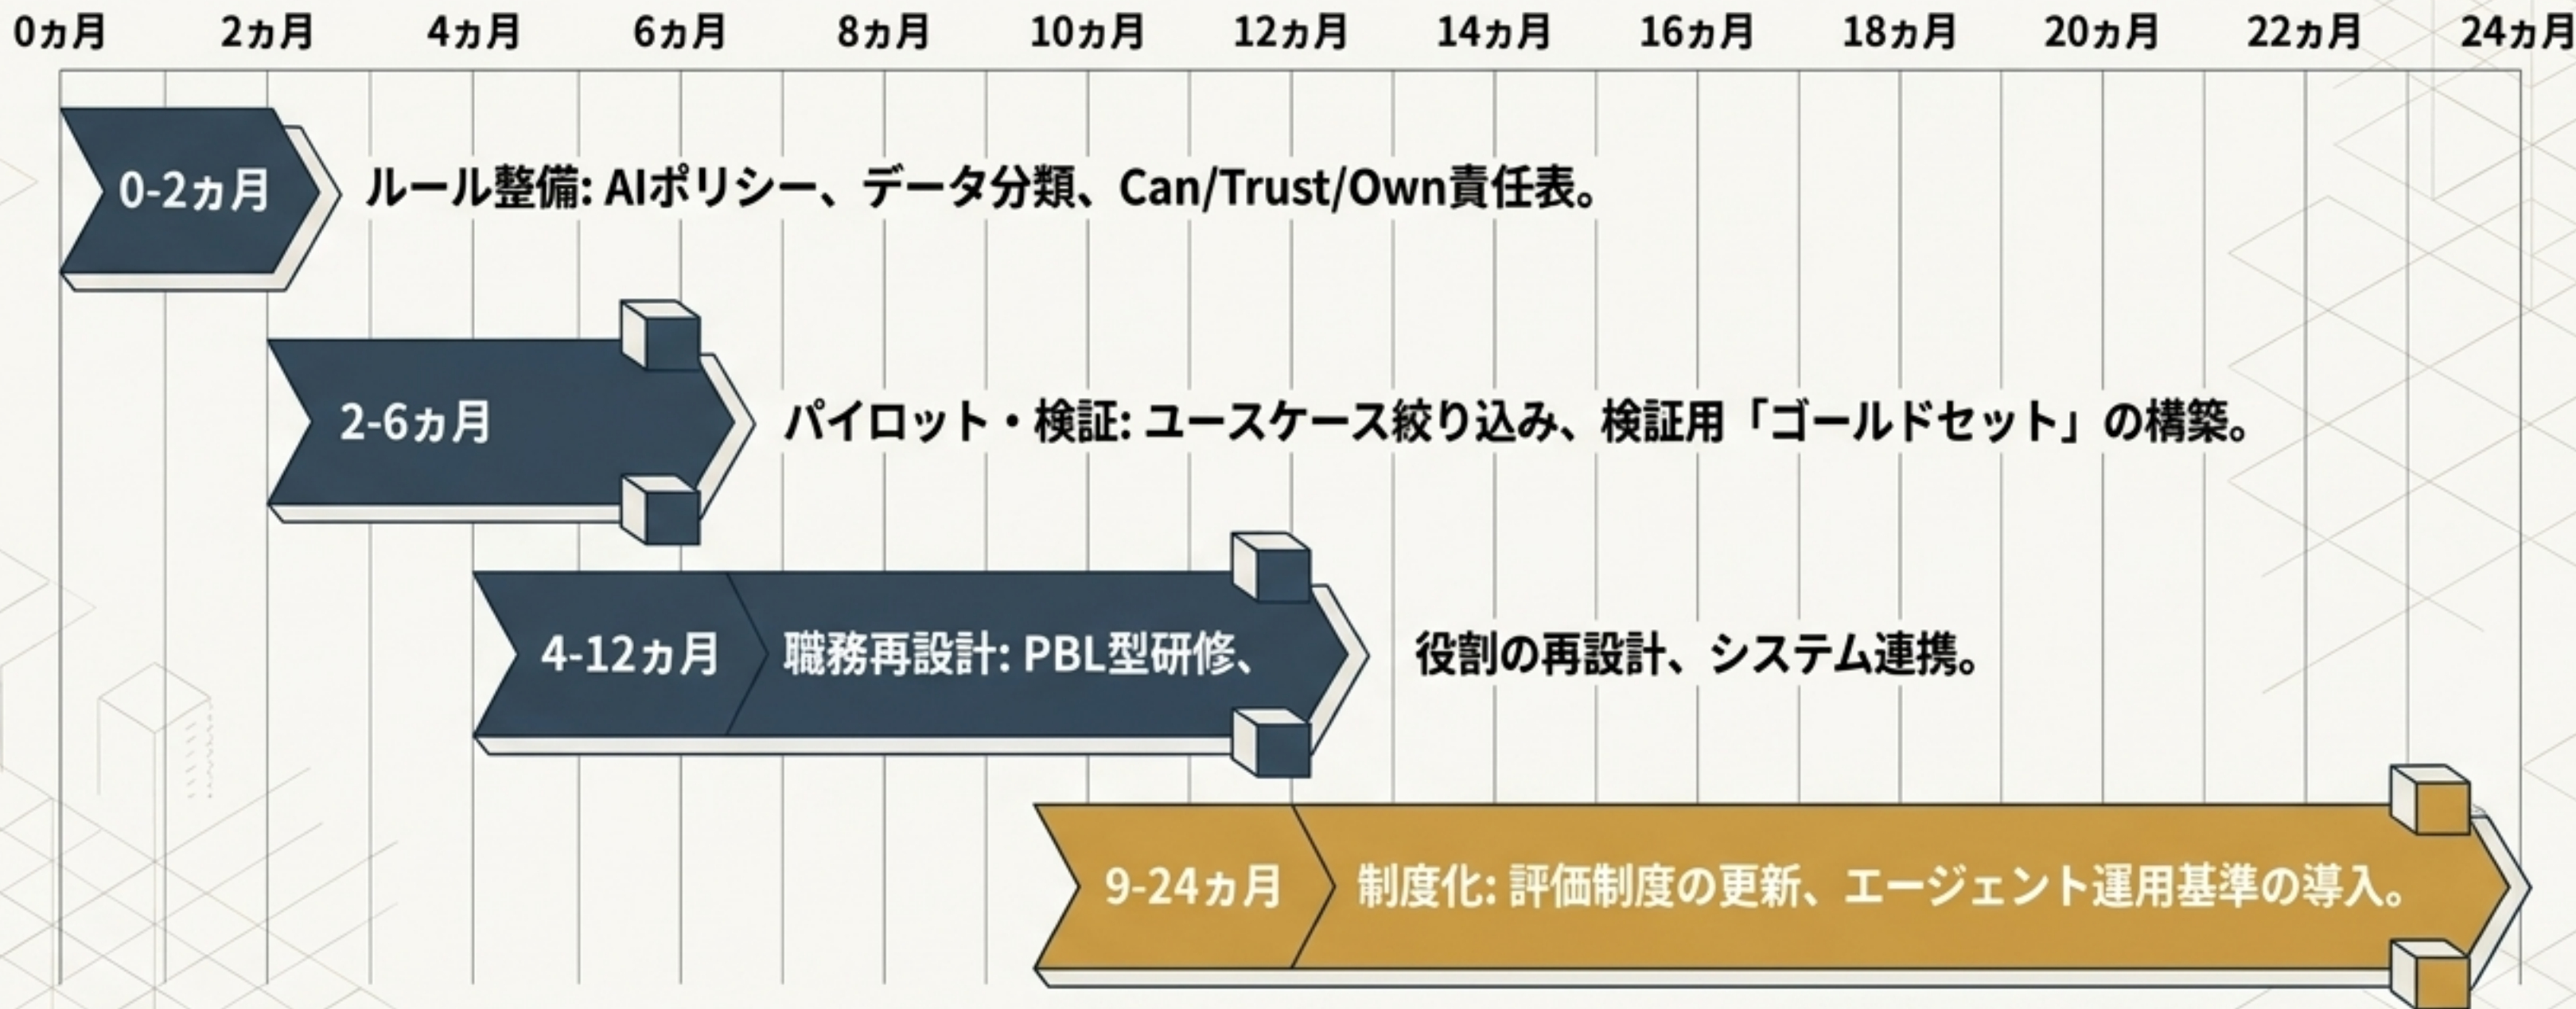 0ヵ月 2ヵ月 4ヵ月 6ヵ月 8ヵ月 10ヵ月 12ヵ月 14ヵ月 16ヵ月 18ヵ月 20ヵ月 22ヵ月 24ヵ月
0-2ヵ月 ルール整備: AIポリシー、データ分類、Can/Trust/Own責任表。
2-6ヵ月 パイロット・検証: ユースケース絞り込み、検証用「ゴールドセット」の構築。
4-12ヵ月 職務再設計: PBL型研修、 役割の再設計、システム連携。
9-24ヵ月 制度化: 評価制度の更新、エージェント運用基準の導入。